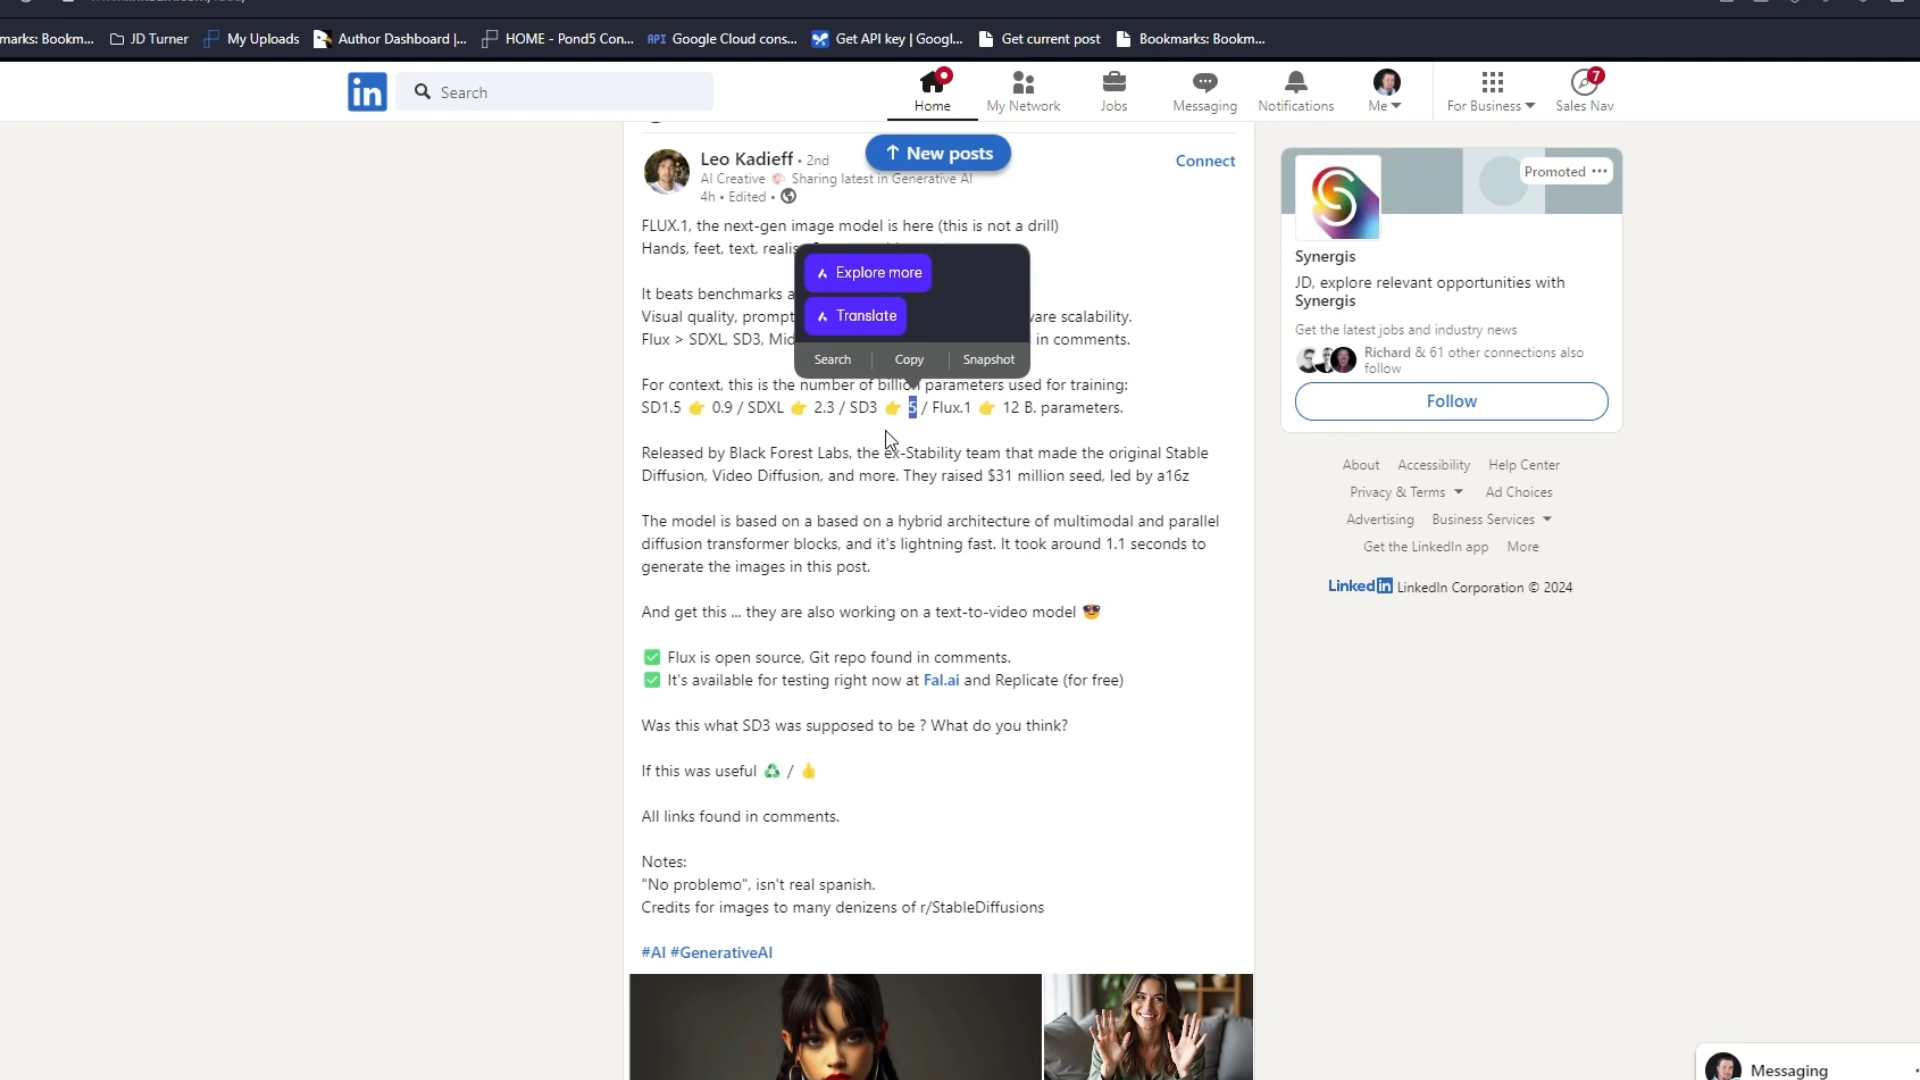 marks: Bookm...
JD Turner
My Uploads
Author Dashboard |...
HOME - Pond5 Con...
API Google Cloud cons...
Get API key | Googl...
Get current post
Bookmarks: Bookm...
in
Search
Home
My Network
Jobs
Messaging
Notifications
Me
For Business
7
Sales Nav
Leo Kadieff • 2nd
↑ New posts
Connect
AI Creative Sharing latest in Generative AI
4h • Edited •
FLUX.1, the next-gen image model is here (this is not a drill)
Hands, feet, text, realis
Explore more
Translate
Search
Copy
Snapshot
It beats benchmarks a
Visual quality, prompt
ware scalability.
Flux > SDXL, SD3, Mid
in comments.
For context, this is the number of billion parameters used for training:
SD1.5 👉 0.9 / SDXL 👉 2.3 / SD3 👉 5 / Flux.1 👉 12 B. parameters.
Released by Black Forest Labs, the ex-Stability team that made the original Stable
Diffusion, Video Diffusion, and more. They raised $31 million seed, led by a16z
The model is based on a based on a hybrid architecture of multimodal and parallel
diffusion transformer blocks, and it's lightning fast. It took around 1.1 seconds to
generate the images in this post.
And get this ... they are also working on a text-to-video model 😎
✅ Flux is open source, Git repo found in comments.
✅ It's available for testing right now at Fal.ai and Replicate (for free)
Was this what SD3 was supposed to be ? What do you think?
If this was useful ♻️ / 👍
All links found in comments.
Notes:
"No problemo", isn't real spanish.
Credits for images to many denizens of r/StableDiffusions
#AI #GenerativeAI
Promoted •••
Synergis
JD, explore relevant opportunities with
Synergis
Get the latest jobs and industry news
Richard & 61 other connections also
follow
Follow
About Accessibility Help Center
Privacy & Terms Ad Choices
Advertising Business Services
Get the LinkedIn app More
LinkedIn LinkedIn Corporation © 2024
Messaging